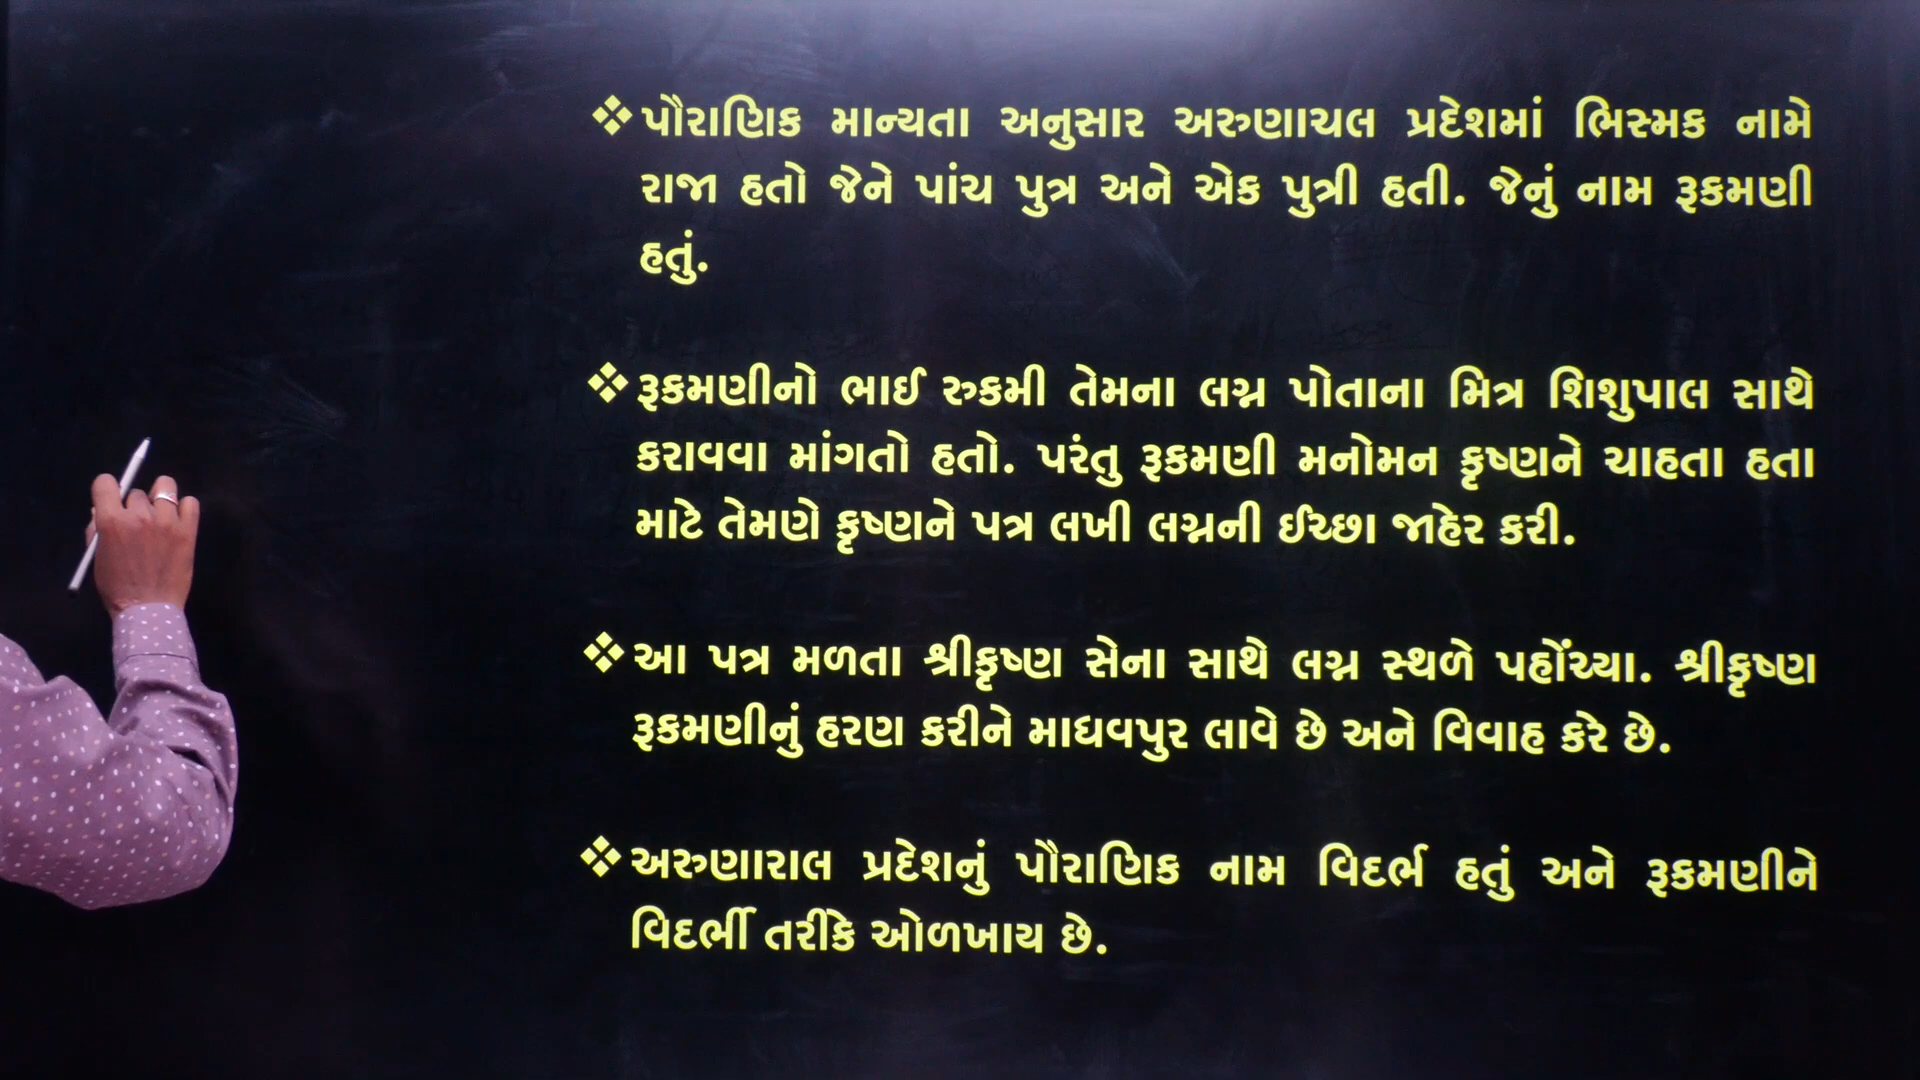 ❖ પૌરાણિક માન્યતા અનુસાર અરુણાચલ પ્રદેશમાં ભિસ્મક નામે
રાજા હતો જેને પાંચ પુત્ર અને એક પુત્રી હતી. જેનું નામ રૂકમણી
હતું.
❖ રૂકમણીનો ભાઈ રુકમી તેમના લગ્ન પોતાના મિત્ર શિશુપાલ સાથે
કરાવવા માંગતો હતો. પરંતુ રૂકમણી મનોમન કૃષ્ણને ચાહતા હતા
માટે તેમણે કૃષ્ણને પત્ર લખી લગ્નની ઈચ્છા જાહેર કરી.
❖ આ પત્ર મળતા શ્રીકૃષ્ણ સેના સાથે લગ્ન સ્થળે પહોંચ્યા. શ્રીકૃષ્ણ
રૂકમણીનું હરણ કરીને માધવપુર લાવે છે અને વિવાહ કરે છે.
❖ અરુણારાલ પ્રદેશનું પૌરાણિક નામ વિદર્ભ હતું અને રૂકમણીને
વિદર્ભી તરીકે ઓળખાય છે.